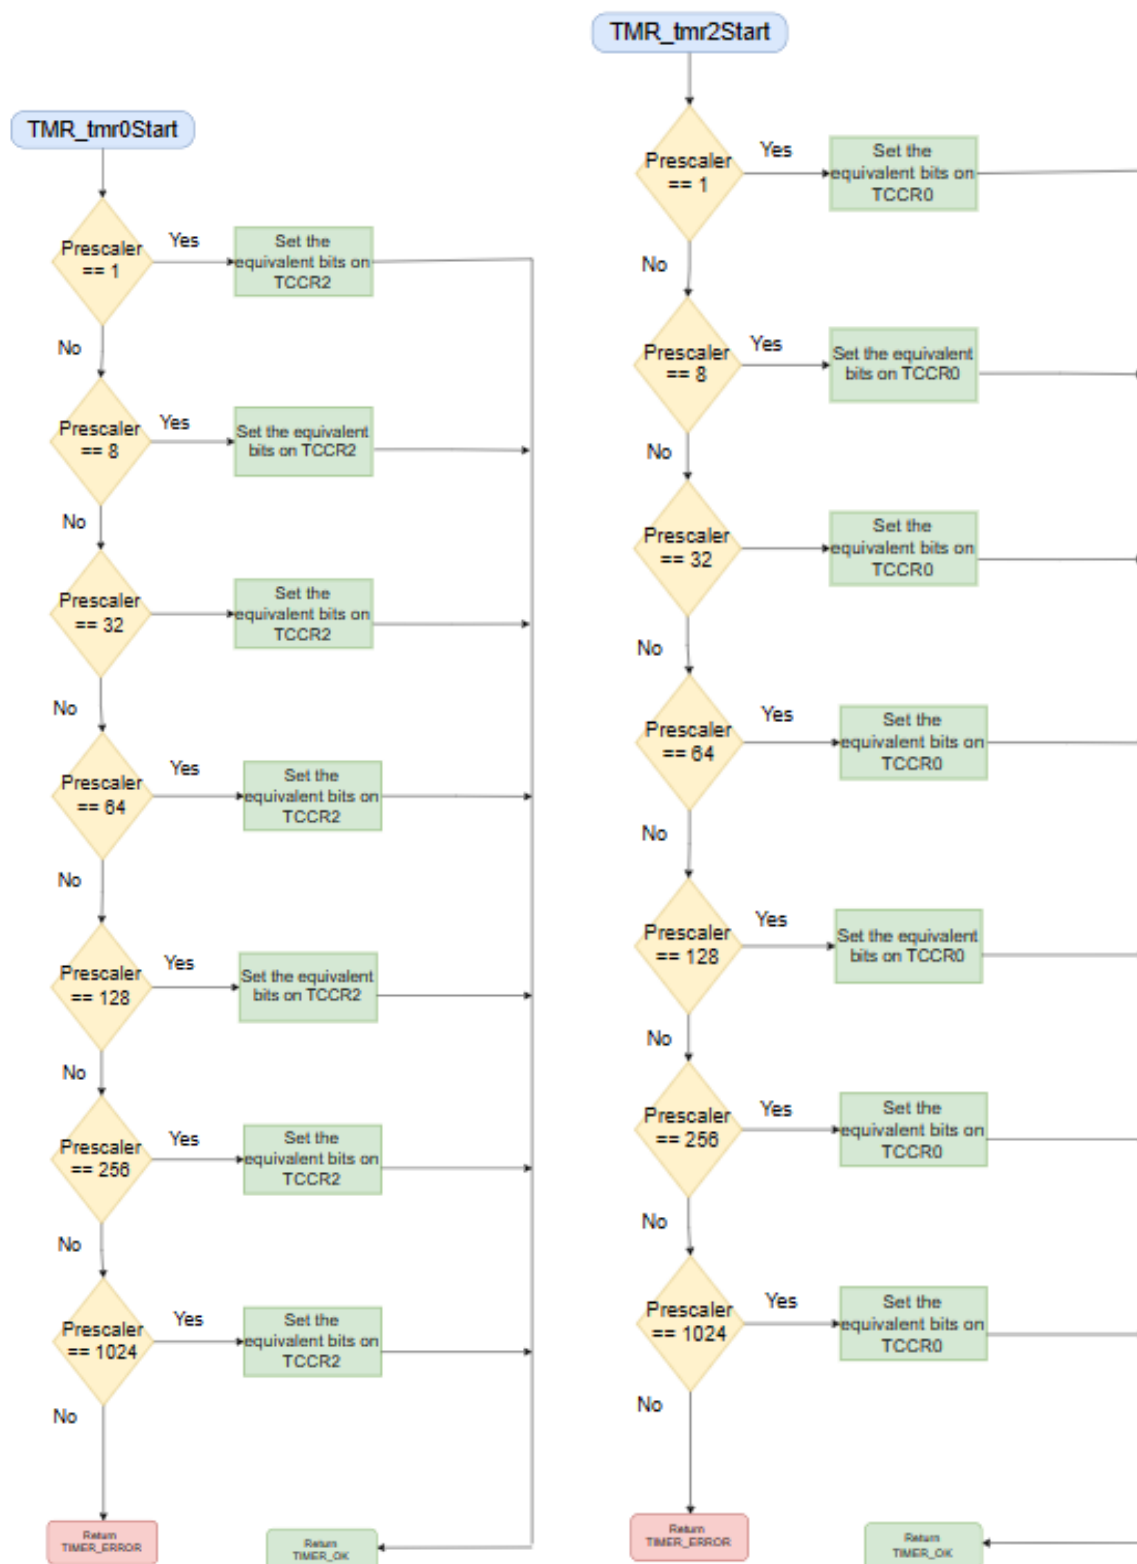 TMR_tmr0Start
Prescaler
== 1
Yes
Set the
equivalent bits on
TCCR2
No
Prescaler
== 8
Yes
Set the equivalent
bits on TCCR2
No
Prescaler
== 32
Set the
equivalent bits on
TCCR2
No
Prescaler
== 64
Yes
Set the
equivalent bits on
TCCR2
No
Prescaler
== 128
Yes
Set the equivalent
bits on TCCR2
No
Prescaler
== 256
Yes
Set the
equivalent bits on
TCCR2
No
Prescaler
== 1024
Yes
Set the
equivalent bits on
TCCR2
No
Return
TIMER_ERROR
Return
TIMER_OK
TMR_tmr2Start
Prescaler
== 1
Yes
Set the
equivalent bits on
TCCR0
No
Prescaler
== 8
Yes
Set the equivalent
bits on TCCR0
No
Prescaler
== 32
Set the
equivalent bits on
TCCR0
No
Prescaler
== 64
Yes
Set the
equivalent bits on
TCCR0
No
Prescaler
== 128
Yes
Set the equivalent
bits on TCCR0
No
Prescaler
== 256
Yes
Set the
equivalent bits on
TCCR0
No
Prescaler
== 1024
Yes
Set the
equivalent bits on
TCCR0
No
Return
TIMER_ERROR
Return
TIMER_OK